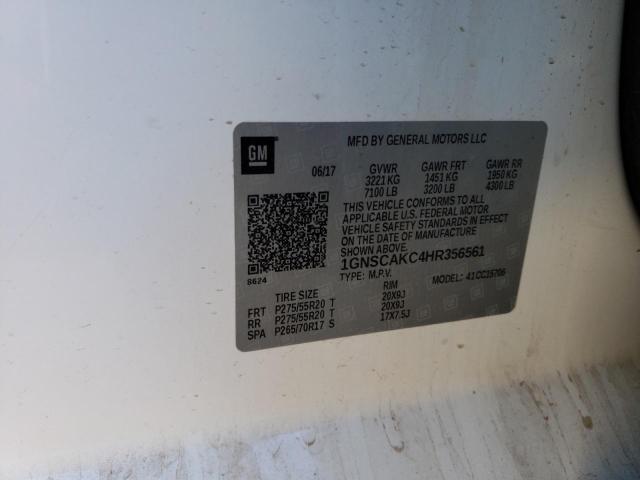 GM
MFD BY GENERAL MOTORS LLC
06/17 GVWR GAWR FRT GAWR RR
3221 KG 1451 KG 1950 KG
7100 LB 3200 LB 4300 LB
THIS VEHICLE CONFORMS TO ALL
APPLICABLE U.S. FEDERAL MOTOR
VEHICLE SAFETY STANDARDS IN EFFECT
ON THE DATE OF MANUFACTURE
SHOWN ABOVE.
1GNSCAKC4HR356561
8624 TYPE: M.P.V. MODEL: 41CC15706
TIRE SIZE RIM
FRT P275/55R20 T 20X9J
RR P275/55R20 T 20X9J
SPA P265/70R17 S 17X7.5J